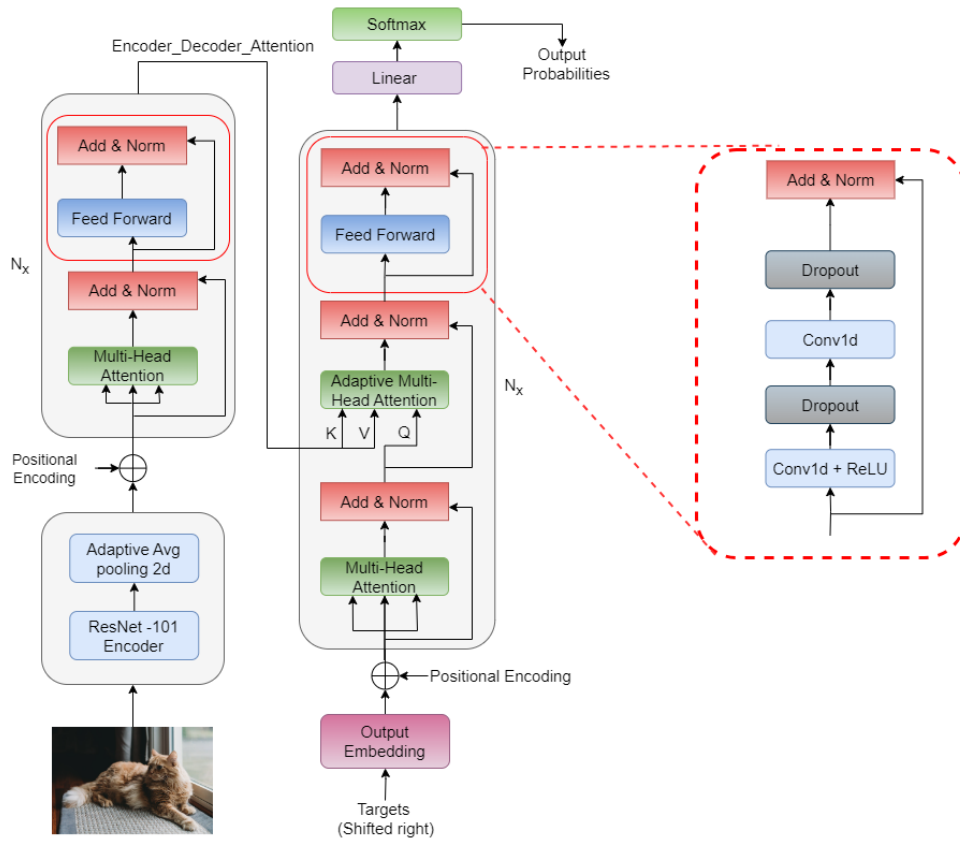 Softmax
Output
Probabilities
Linear
Encoder_Decoder_Attention
Add & Norm
Feed Forward
Add & Norm
Multi-Head
Attention
Nx
Positional
Encoding
Adaptive Avg
pooling 2d
ResNet -101
Encoder
Add & Norm
Feed Forward
Add & Norm
Adaptive Multi-
Head Attention
Nx
K
V
Q
Add & Norm
Multi-Head
Attention
Positional Encoding
Output
Embedding
Targets
(Shifted right)
Add & Norm
Dropout
Conv1d
Dropout
Conv1d + ReLU